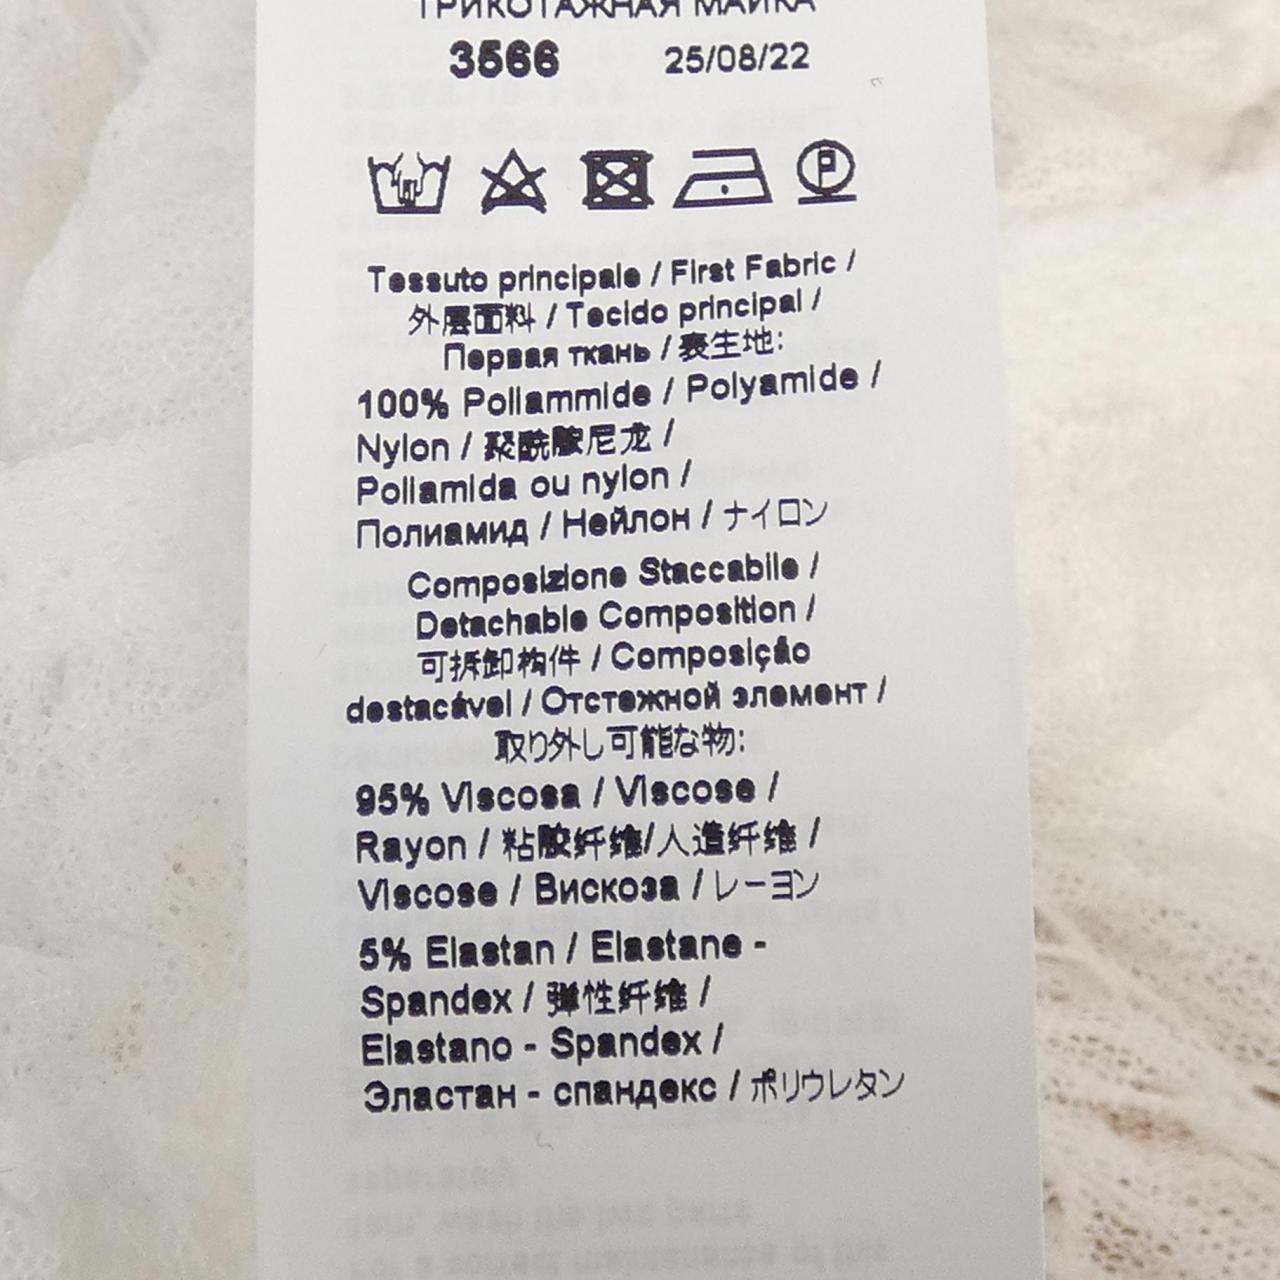 ТРИКОТАЖНАЯ МАЙКА
3566 25/08/22
P
Tessuto principale / First Fabric /
外层面料 / Tecido principal /
Первая ткань / 表生地:
100% Poliammide / Polyamide /
Nylon / 聚酰胺尼龙 /
Poliamida ou nylon /
Полиамид / Нейлон / ナイロン
Composizione Staccabile /
Detachable Composition /
可拆卸构件 / Composição
destacável / Отстежной элемент /
取り外し可能な物:
95% Viscosa / Viscose /
Rayon / 粘胶纤维/人造纤维 /
Viscose / Вискоза / レーヨン
5% Elastan / Elastane -
Spandex / 弹性纤维 /
Elastano - Spandex /
Эластан - спандекс / ポリウレタン